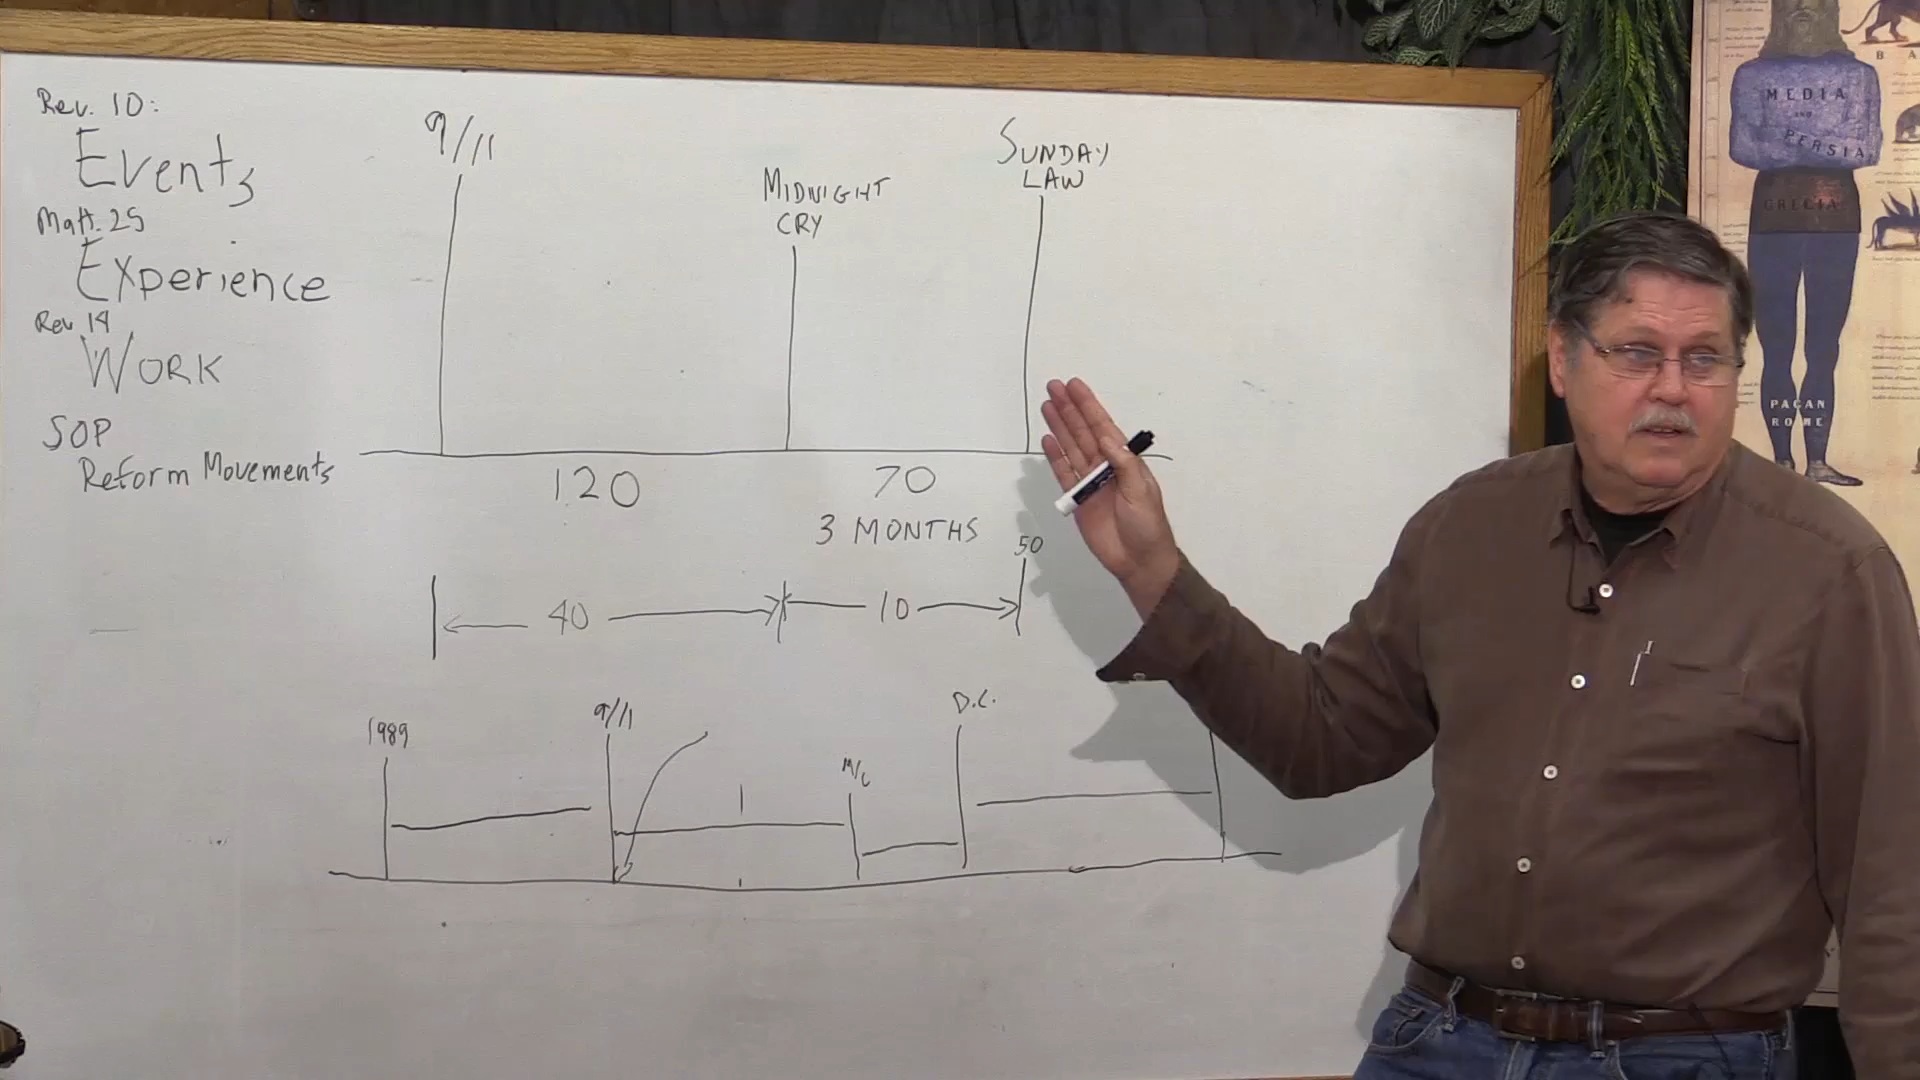 Rev. 10:
Events
Matt. 25
Experience
Rev 14
WORK
SOP
Reform Movements
9/11
MIDNIGHT
CRY
SUNDAY
LAW
120
70
3 MONTHS
50
40
10
1989
9/11
M/C
D.C.
MEDIA
AND
PERSIA
GRECIA
PAGAN
ROME
B A